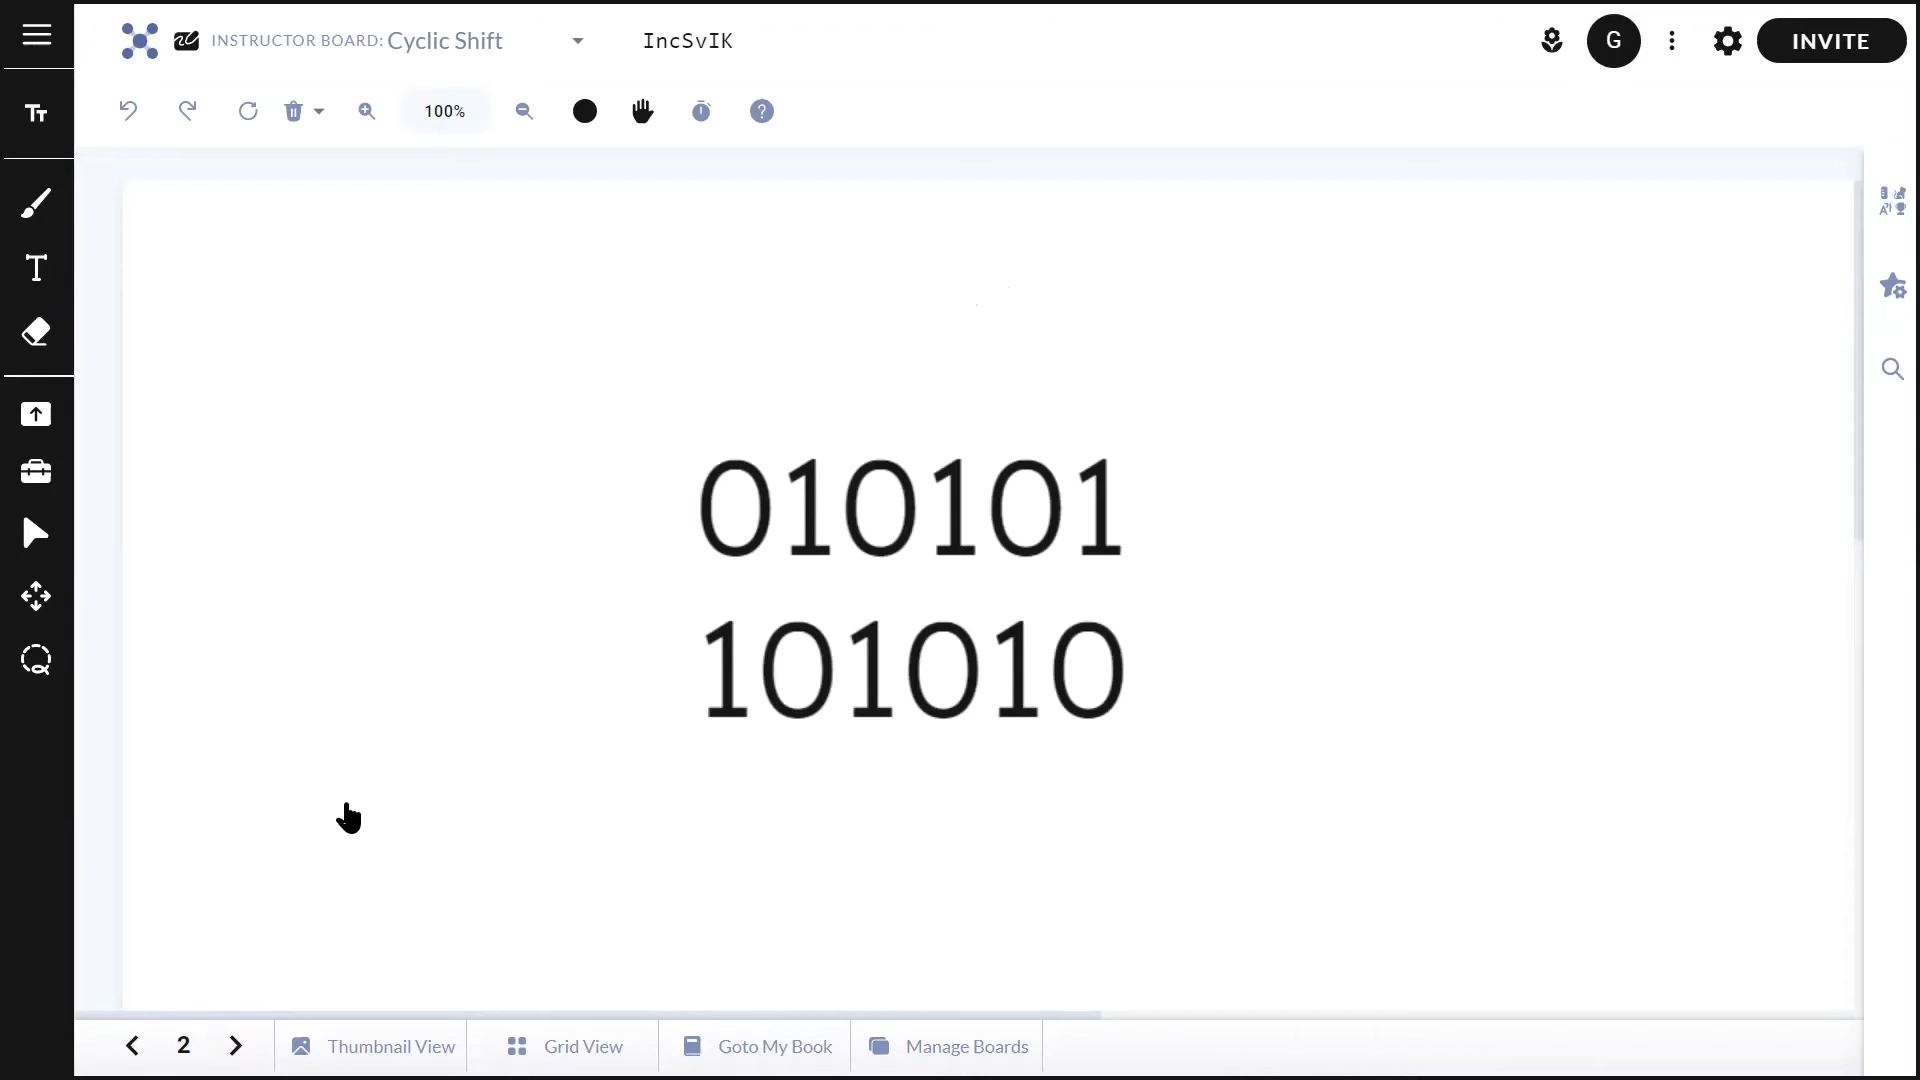 INSTRUCTOR BOARD: Cyclic Shift
IncSvIK
G
INVITE
100%
010101
101010
2
Thumbnail View
Grid View
Goto My Book
Manage Boards